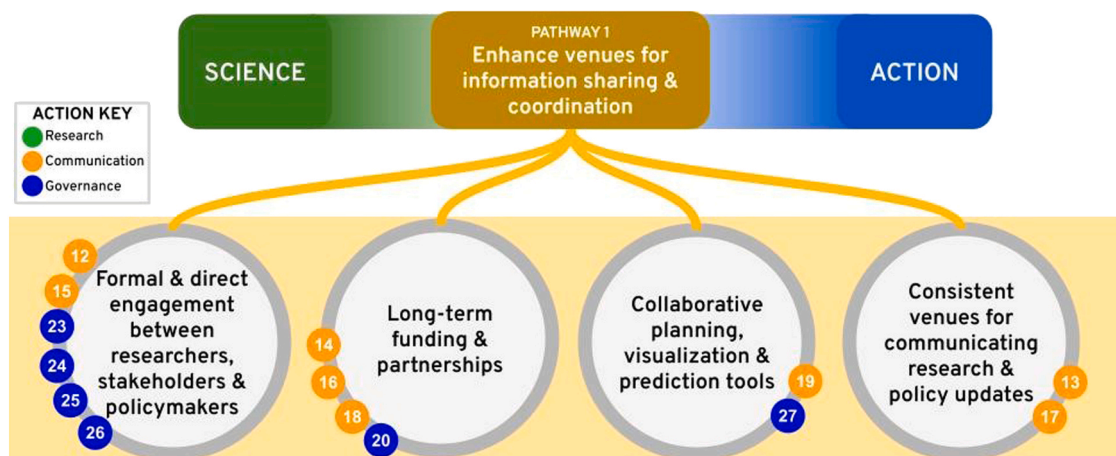 PATHWAY 1
SCIENCE
Enhance venues for
information sharing &
coordination
ACTION
ACTION KEY
Research
Communication
Governance
12
15
23
24
25
26
Formal & direct
engagement
between
researchers,
stakeholders &
policymakers
14
16
18
20
Long-term
funding &
partnerships
Collaborative
planning,
visualization &
prediction tools
19
27
Consistent
venues for
communicating
research &
policy updates
13
17